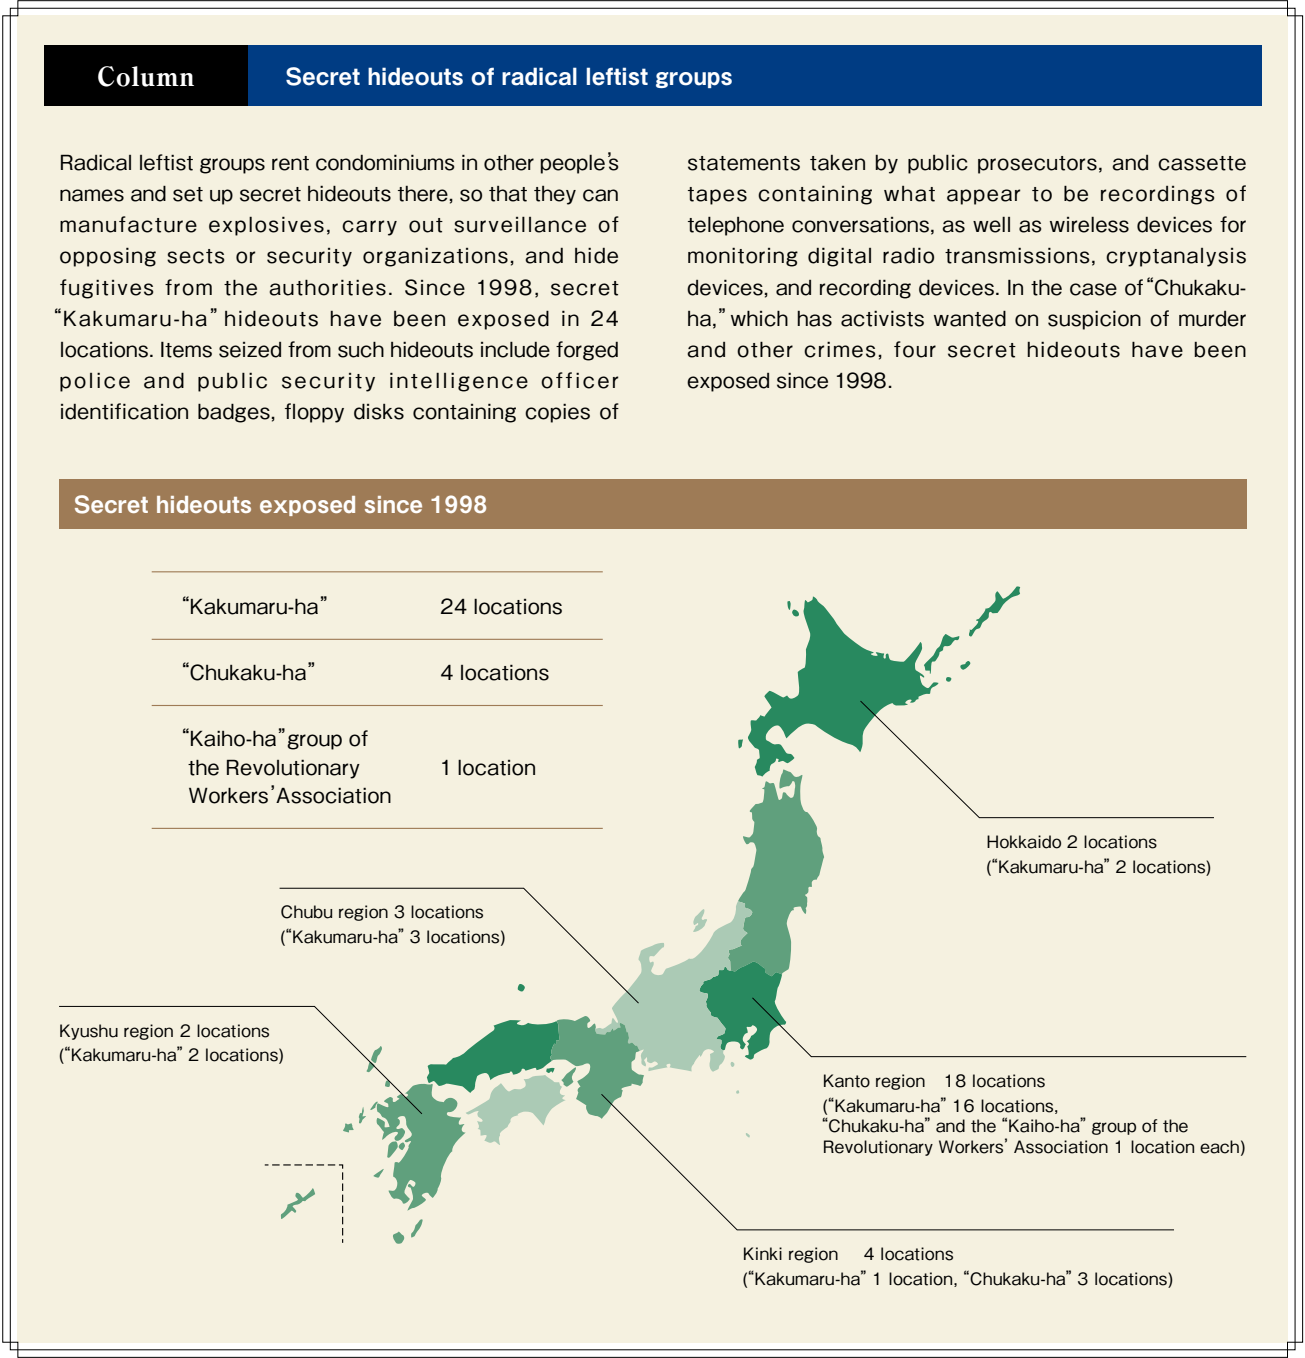 Column
Secret hideouts of radical leftist groups
Radical leftist groups rent condominiums in other people’s
names and set up secret hideouts there, so that they can
manufacture explosives, carry out surveillance of
opposing sects or security organizations, and hide
fugitives from the authorities. Since 1998, secret
“Kakumaru-ha” hideouts have been exposed in 24
locations. Items seized from such hideouts include forged
police and public security intelligence officer
identification badges, floppy disks containing copies of
statements taken by public prosecutors, and cassette
tapes containing what appear to be recordings of
telephone conversations, as well as wireless devices for
monitoring digital radio transmissions, cryptanalysis
devices, and recording devices. In the case of “Chukaku-
ha,” which has activists wanted on suspicion of murder
and other crimes, four secret hideouts have been
exposed since 1998.
Secret hideouts exposed since 1998
“Kakumaru-ha” 24 locations
“Chukaku-ha” 4 locations
“Kaiho-ha” group of
the Revolutionary 1 location
Workers’ Association
Hokkaido 2 locations
(“Kakumaru-ha” 2 locations)
Chubu region 3 locations
(“Kakumaru-ha” 3 locations)
Kyushu region 2 locations
(“Kakumaru-ha” 2 locations)
Kanto region 18 locations
(“Kakumaru-ha” 16 locations,
“Chukaku-ha” and the “Kaiho-ha” group of the
Revolutionary Workers’ Association 1 location each)
Kinki region 4 locations
(“Kakumaru-ha” 1 location, “Chukaku-ha” 3 locations)